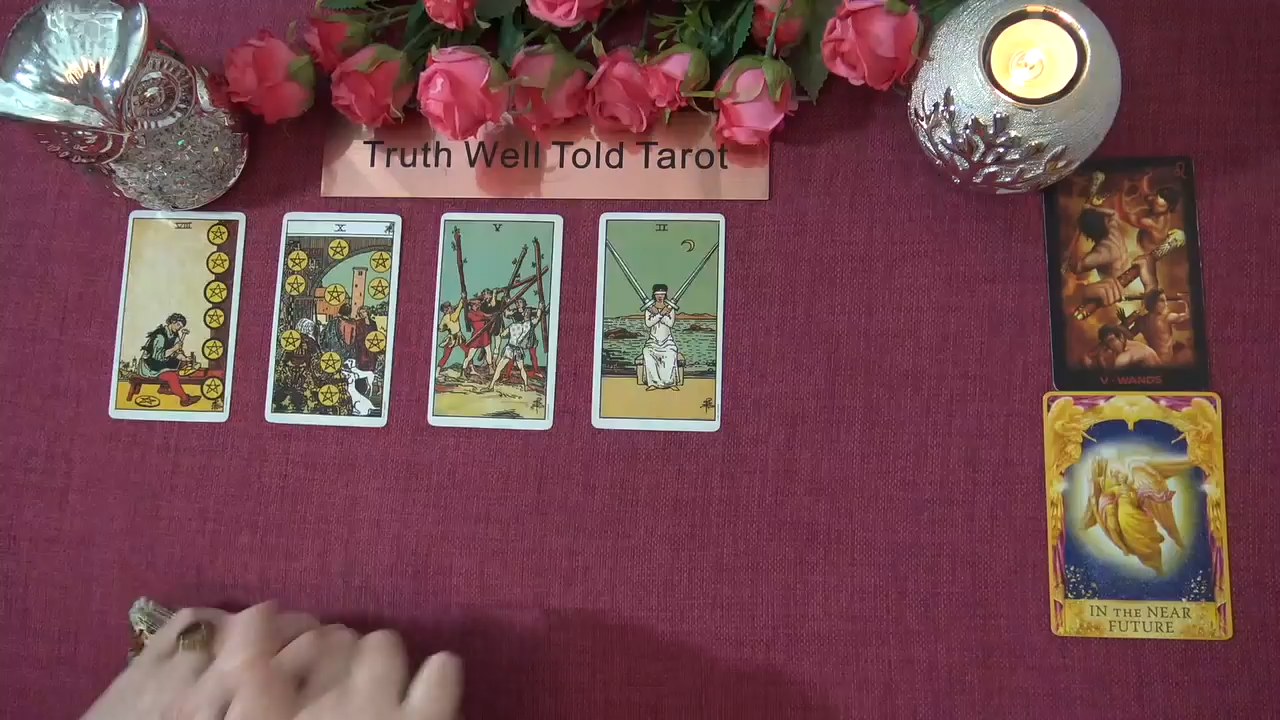 Truth Well Told Tarot
VIII
X
V
II
V - WANDS
IN THE NEAR
FUTURE